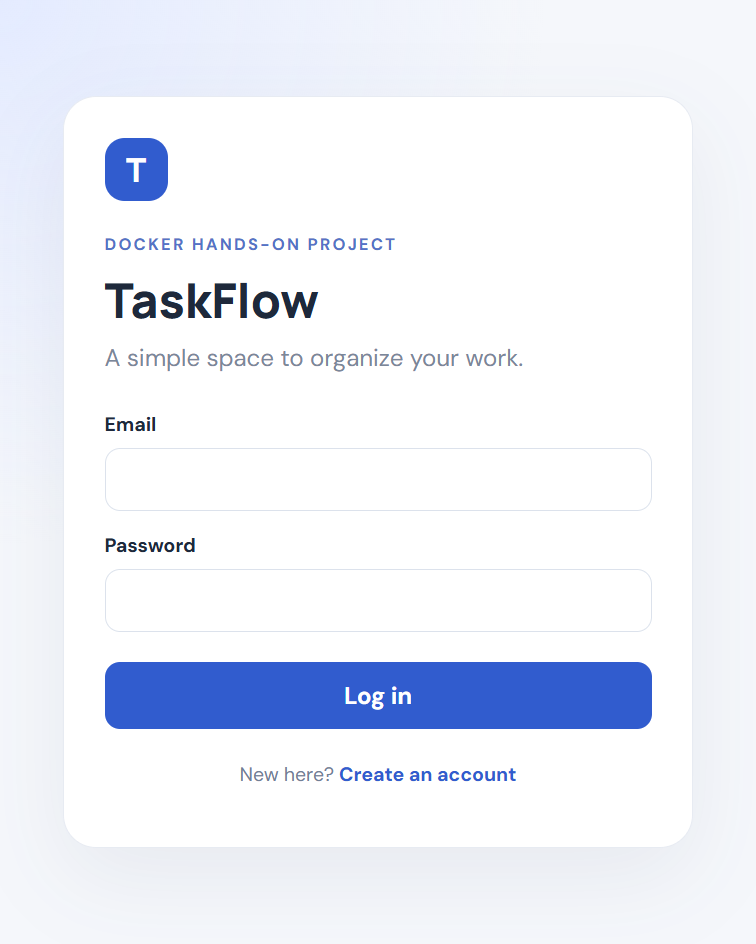 T
DOCKER HANDS-ON PROJECT
TaskFlow
A simple space to organize your work.
Email
Password
Log in
New here? Create an account